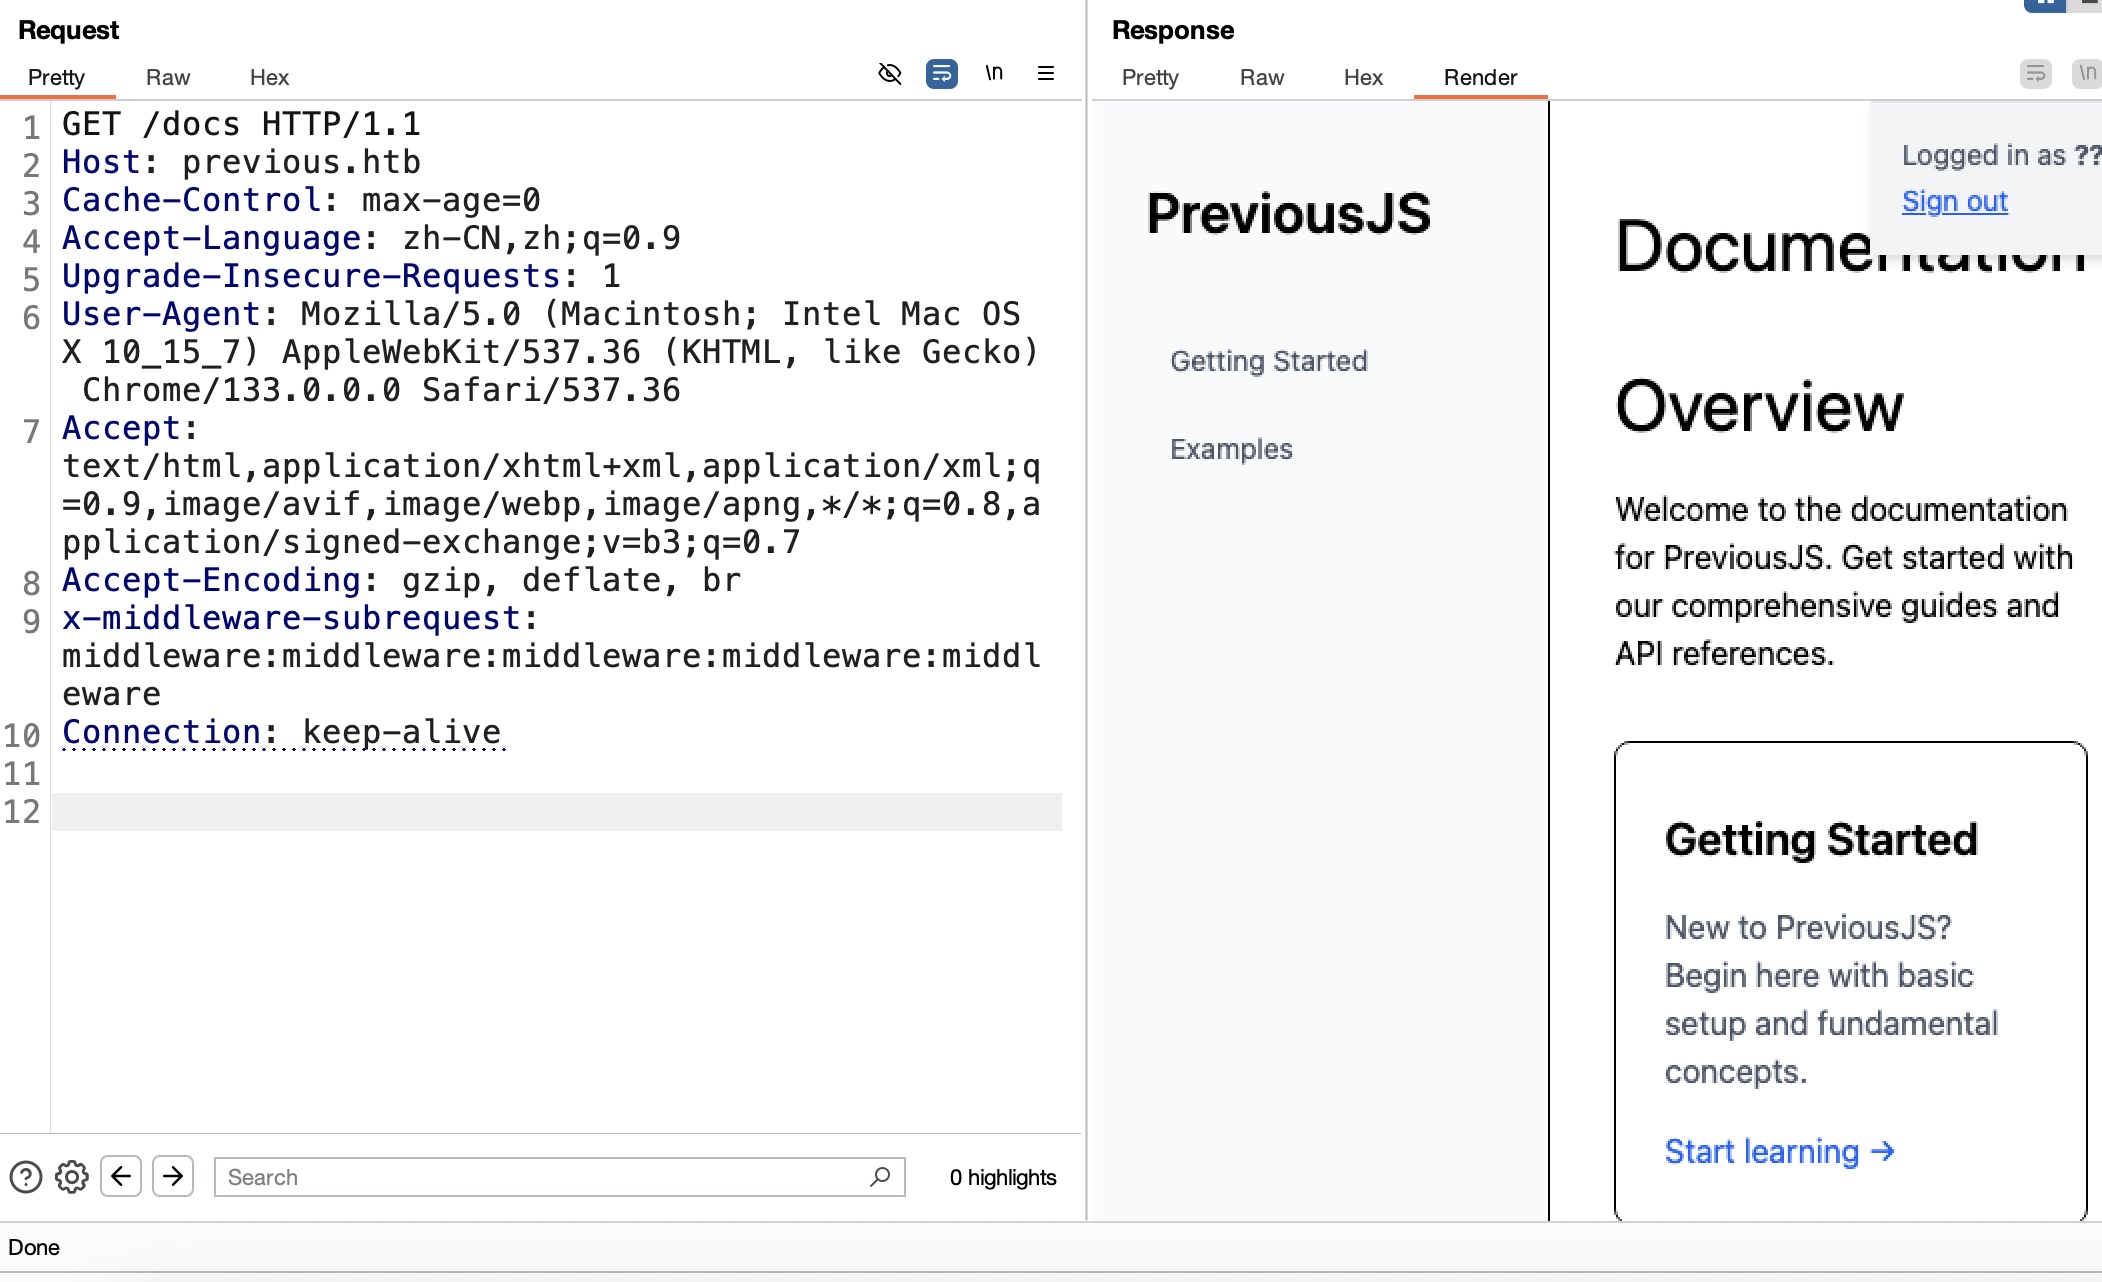 Request
Pretty Raw Hex \n
1 GET /docs HTTP/1.1
2 Host: previous.htb
3 Cache-Control: max-age=0
4 Accept-Language: zh-CN,zh;q=0.9
5 Upgrade-Insecure-Requests: 1
6 User-Agent: Mozilla/5.0 (Macintosh; Intel Mac OS
X 10_15_7) AppleWebKit/537.36 (KHTML, like Gecko)
Chrome/133.0.0.0 Safari/537.36
7 Accept:
text/html,application/xhtml+xml,application/xml;q
=0.9,image/avif,image/webp,image/apng,*/*;q=0.8,a
pplication/signed-exchange;v=b3;q=0.7
8 Accept-Encoding: gzip, deflate, br
9 x-middleware-subrequest:
middleware:middleware:middleware:middleware:middl
eware
10 Connection: keep-alive
11
12
Search
0 highlights
Done
Response
Pretty Raw Hex Render \n
PreviousJS
Getting Started
Examples
Logged in as ??
Sign out
Documentation
Overview
Welcome to the documentation
for PreviousJS. Get started with
our comprehensive guides and
API references.
Getting Started
New to PreviousJS?
Begin here with basic
setup and fundamental
concepts.
Start learning →